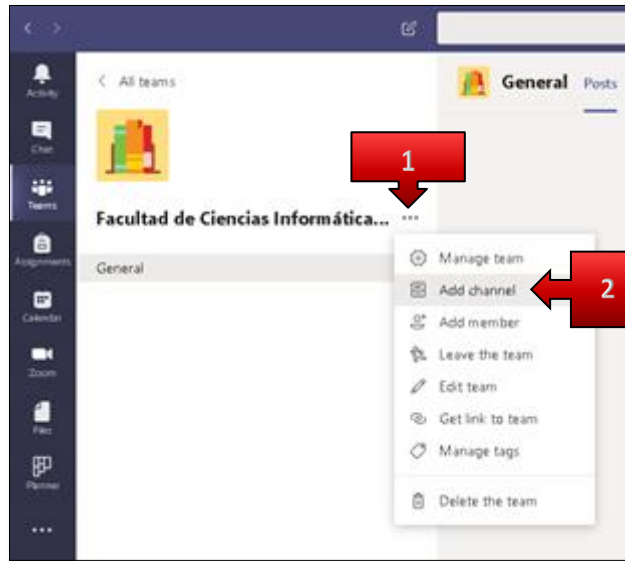 Activity
Chat
Teams
Assignments
Calendar
Zoom
Files
Planner
All teams
Facultad de Ciencias Informática...
General
General Posts
1
Manage team
Add channel
2
Add member
Leave the team
Edit team
Get link to team
Manage tags
Delete the team